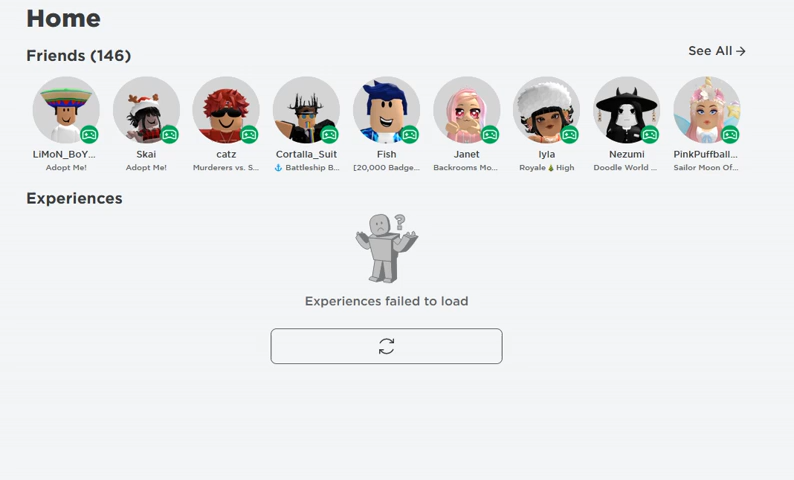 Home
Friends (146)
See All →
LiMoN_BoY...
Skai
catz
Cortalla_Suit
Fish
Janet
lyla
Nezumi
PinkPuffball...
Adopt Me!
Adopt Me!
Murderers vs. S...
⚓ Battleship B...
[20,000 Badge...
Backrooms Mo...
Royale🎄High
Doodle World ...
Sailor Moon Of...
Experiences
?
Experiences failed to load